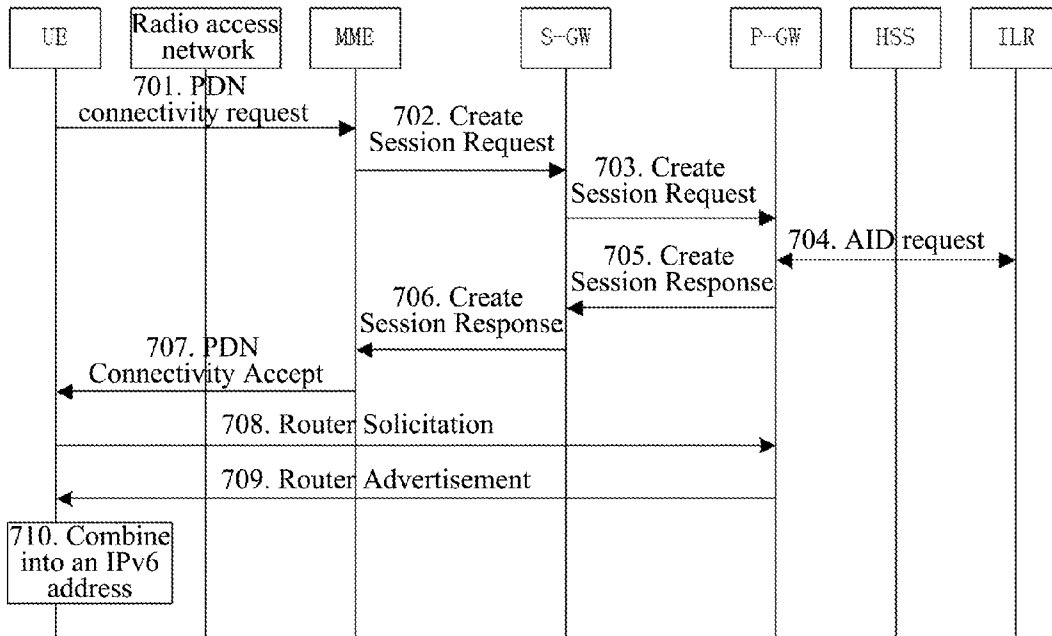 UE
Radio access
network
MME
S-GW
P-GW
HSS
ILR
701. PDN
connectivity request
702. Create
Session Request
703. Create
Session Request
704. AID request
705. Create
Session Response
706. Create
Session Response
707. PDN
Connectivity Accept
708. Router Solicitation
709. Router Advertisement
710. Combine
into an IPv6
address